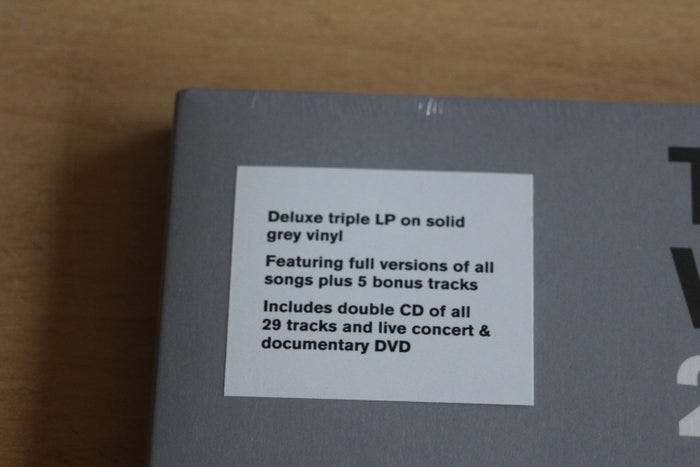 Deluxe triple LP on solid
grey vinyl
Featuring full versions of all
songs plus 5 bonus tracks
Includes double CD of all
29 tracks and live concert &
documentary DVD